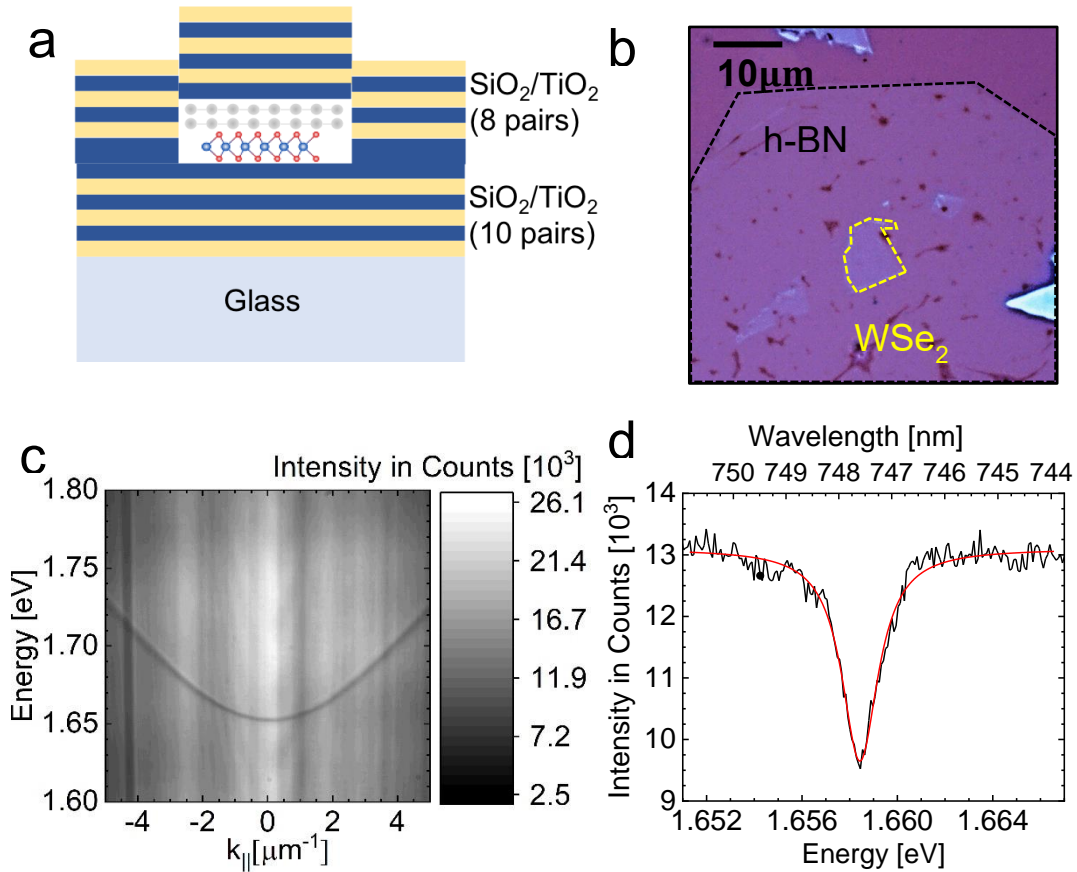 a
SiO₂/TiO₂
(8 pairs)
SiO₂/TiO₂
(10 pairs)
Glass
b
10μm
h-BN
WSe₂
c
Intensity in Counts [10³]
1.80
1.75
1.70
1.65
1.60
Energy [eV]
-4 -2 0 2 4
k||[μm⁻¹]
26.1
21.4
16.7
11.9
7.2
2.5
d
Wavelength [nm]
750 749 748 747 746 745 744
14
13
12
11
10
9
Intensity in Counts [10³]
1.652 1.656 1.660 1.664
Energy [eV]